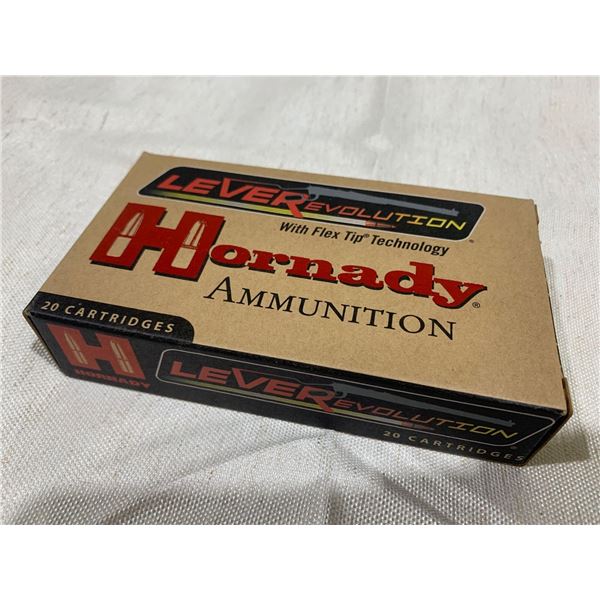 LEVERevolution®
With Flex Tip® Technology
Hornady®
AMMUNITION
20 CARTRIDGES
H
HORNADY
LEVERevolution®
20 CARTRIDGES